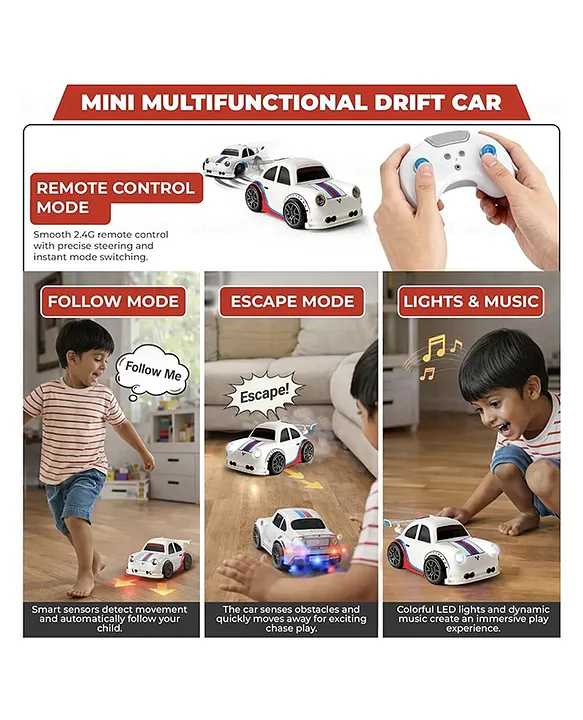 MINI MULTIFUNCTIONAL DRIFT CAR
REMOTE CONTROL
MODE
Smooth 2.4G remote control
with precise steering and
instant mode switching.
FOLLOW MODE
Follow Me
Smart sensors detect movement
and automatically follow your
child.
ESCAPE MODE
Escape!
The car senses obstacles and
quickly moves away for exciting
chase play.
LIGHTS & MUSIC
Colorful LED lights and dynamic
music create an immersive play
experience.